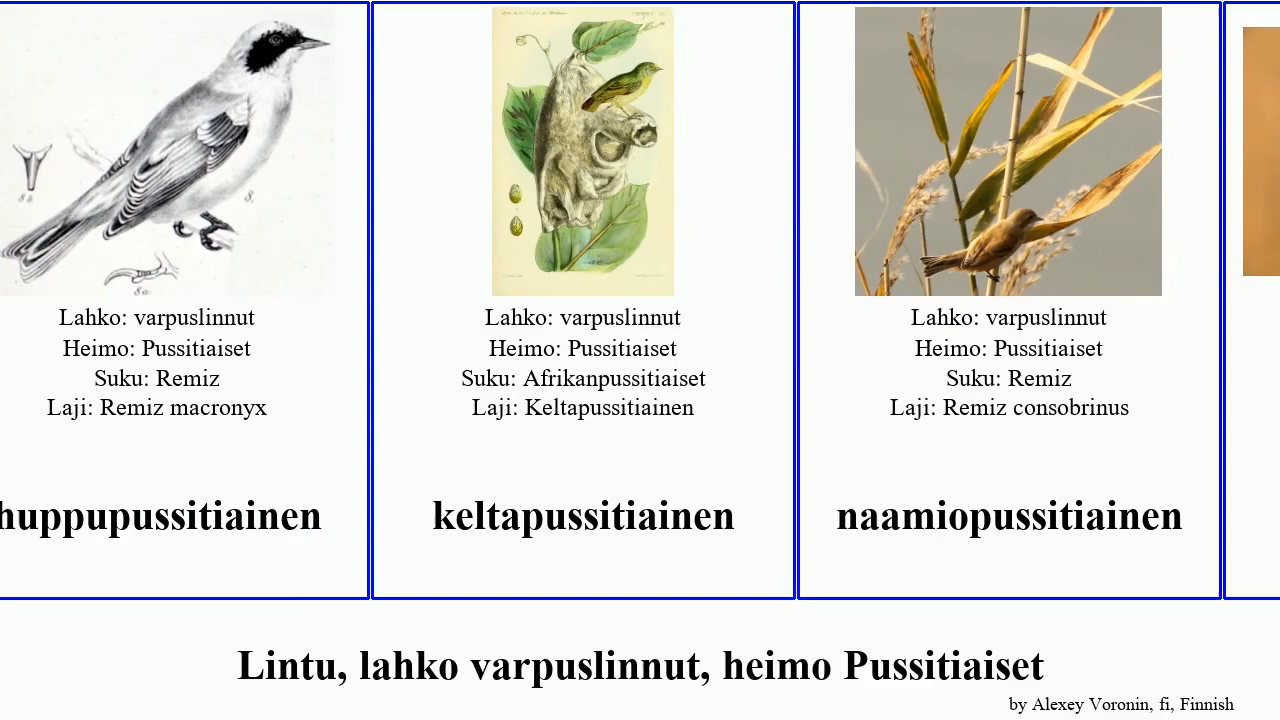 Lahko: varpuslinnut
Heimo: Pussitiaiset
Suku: Remiz
Laji: Remiz macronyx
huppupussitiainen
Lahko: varpuslinnut
Heimo: Pussitiaiset
Suku: Afrikanpussitiaiset
Laji: Keltapussitiainen
keltapussitiainen
Lahko: varpuslinnut
Heimo: Pussitiaiset
Suku: Remiz
Laji: Remiz consobrinus
naamiopussitiainen
Lintu, lahko varpuslinnut, heimo Pussitiaiset
by Alexey Voronin, fi, Finnish